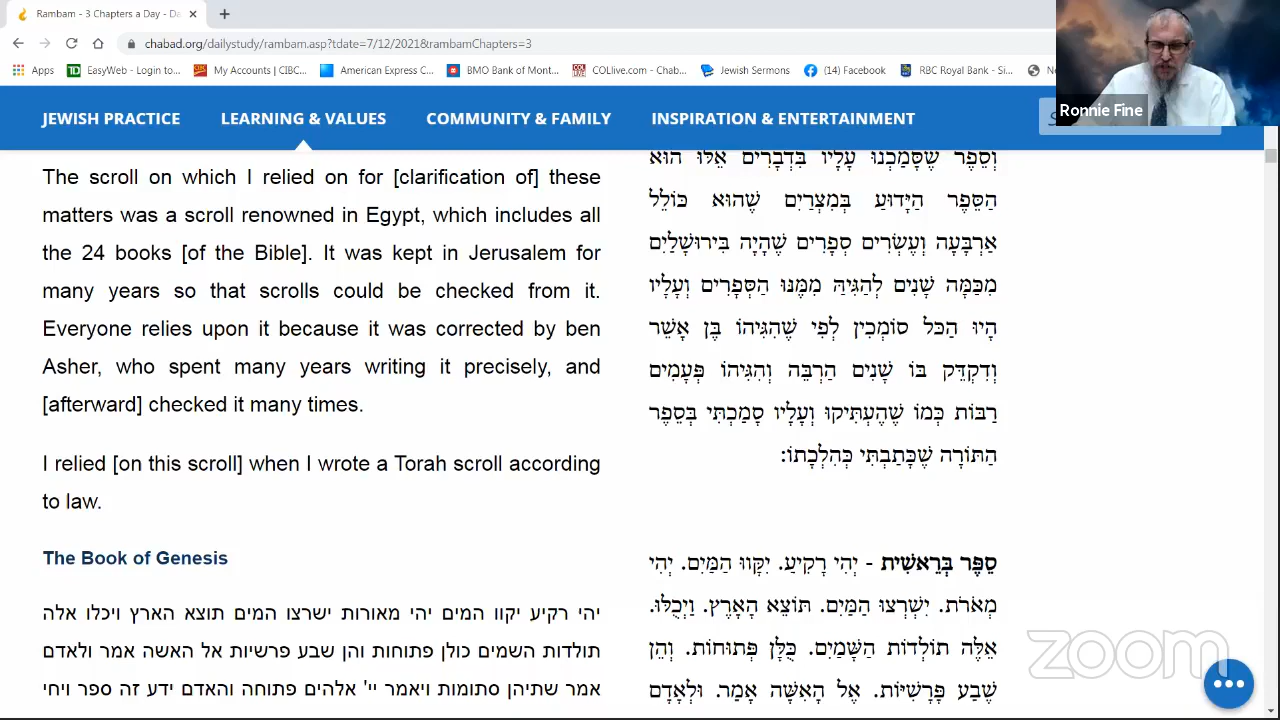 Rambam - 3 Chapters a Day - Da
chabad.org/dailystudy/rambam.asp?tdate=7/12/2021&rambamChapters=3
Apps EasyWeb - Login to... My Accounts | CIBC... American Express C... BMO Bank of Mont... COLlive.com - Chab... Jewish Sermons (14) Facebook RBC Royal Bank - Si...
Ronnie Fine
JEWISH PRACTICE LEARNING & VALUES COMMUNITY & FAMILY INSPIRATION & ENTERTAINMENT
The scroll on which I relied on for [clarification of] these
matters was a scroll renowned in Egypt, which includes all
the 24 books [of the Bible]. It was kept in Jerusalem for
many years so that scrolls could be checked from it.
Everyone relies upon it because it was corrected by ben
Asher, who spent many years writing it precisely, and
[afterward] checked it many times.
I relied [on this scroll] when I wrote a Torah scroll according
to law.
The Book of Genesis
יהי רקיע יקוו המים יהי מאורות ישרצו המים תוצא הארץ ויכלו אלה
תולדות השמים כולן פתוחות והן שבע פרשיות אל האשה אמר ולאדם
אמר שתיהן סתומות ויאמר יי' אלהים פתוחה והאדם ידע זה ספר ויחי
וְסֵפֶר שֶׁסָּמַכְנוּ עָלָיו בִּדְבָרִים אֵלּוּ הוּא
הַסֵּפֶר הַיָּדוּעַ בְּמִצְרַיִם שֶׁהוּא כּוֹלֵל
אַרְבָּעָה וְעֶשְׂרִים סְפָרִים שֶׁהָיָה בִּירוּשָׁלַיִם
מִכַּמָּה שָׁנִים לְהַגִּיהַּ מִמֶּנּוּ הַסְּפָרִים וְעָלָיו
הָיוּ הַכּל סוֹמְכִין לְפִי שֶׁהִגִּיהוֹ בֶּן אָשֵׁר
וְדִקְדֵּק בּוֹ שָׁנִים הַרְבֵּה וְהִגִּיהוֹ פְּעָמִים
רַבּוֹת כְּמוֹ שֶׁהֶעְתִּיקוּ וְעָלָיו סָמַכְתִּי בְּסֵפֶר
הַתּוֹרָה שֶׁכָּתַבְתִּי כְּהִלְכָתוֹ:
סֵפֶר בְּרֵאשִׁית - יְהִי רָקִיעַ. יִקָּווּ הַמַּיִם. יְהִי
מְאֹרֹת. יִשְׁרְצוּ הַמַּיִם. תּוֹצֵא הָאָרֶץ. וַיְכֻלּוּ.
אֵלֶּה תוֹלְדוֹת הַשָּׁמַיִם. כֻּלָּן פְּתוּחוֹת. וְהֵן
שֶׁבַע פָּרָשִׁיּוֹת. אֶל הָאִשָּׁה אָמַר. וּלְאָדָם
zoom